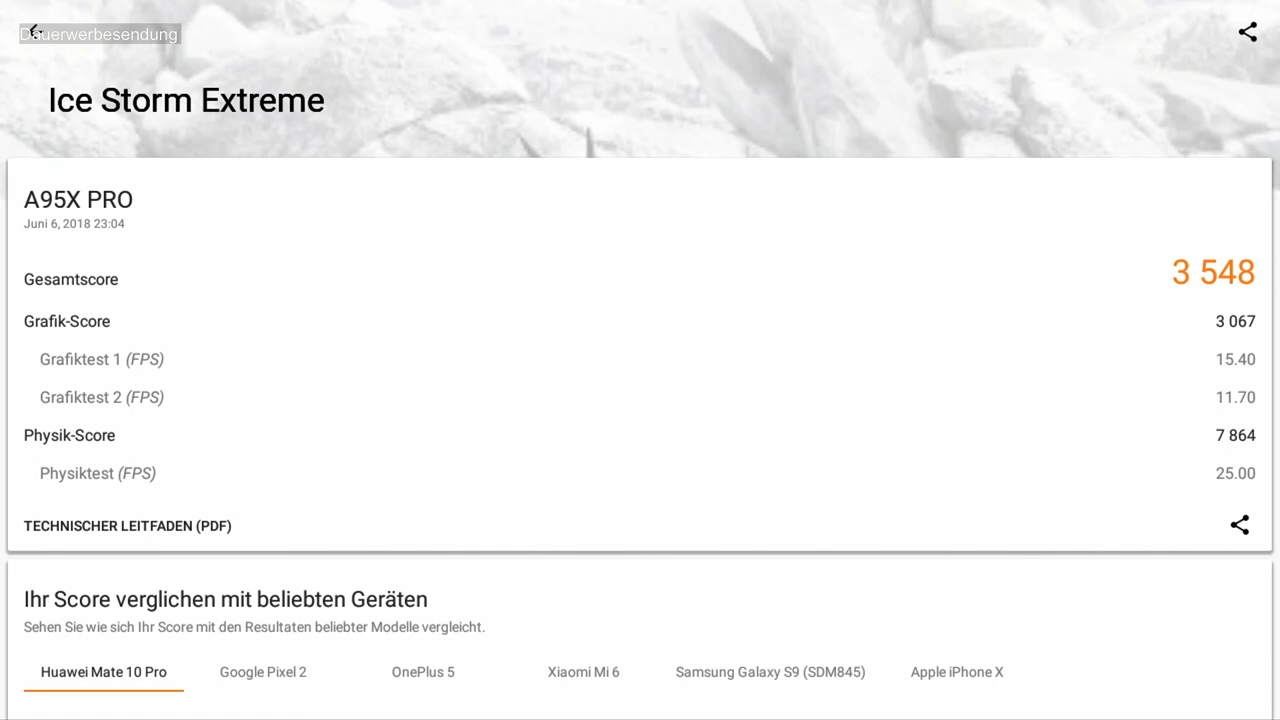 Dauerwerbesendung
Ice Storm Extreme
A95X PRO
Juni 6, 2018 23:04
Gesamtscore 3 548
Grafik-Score 3 067
Grafiktest 1 (FPS) 15.40
Grafiktest 2 (FPS) 11.70
Physik-Score 7 864
Physiktest (FPS) 25.00
TECHNISCHER LEITFADEN (PDF)
Ihr Score verglichen mit beliebten Geräten
Sehen Sie wie sich Ihr Score mit den Resultaten beliebter Modelle vergleicht.
Huawei Mate 10 Pro Google Pixel 2 OnePlus 5 Xiaomi Mi 6 Samsung Galaxy S9 (SDM845) Apple iPhone X